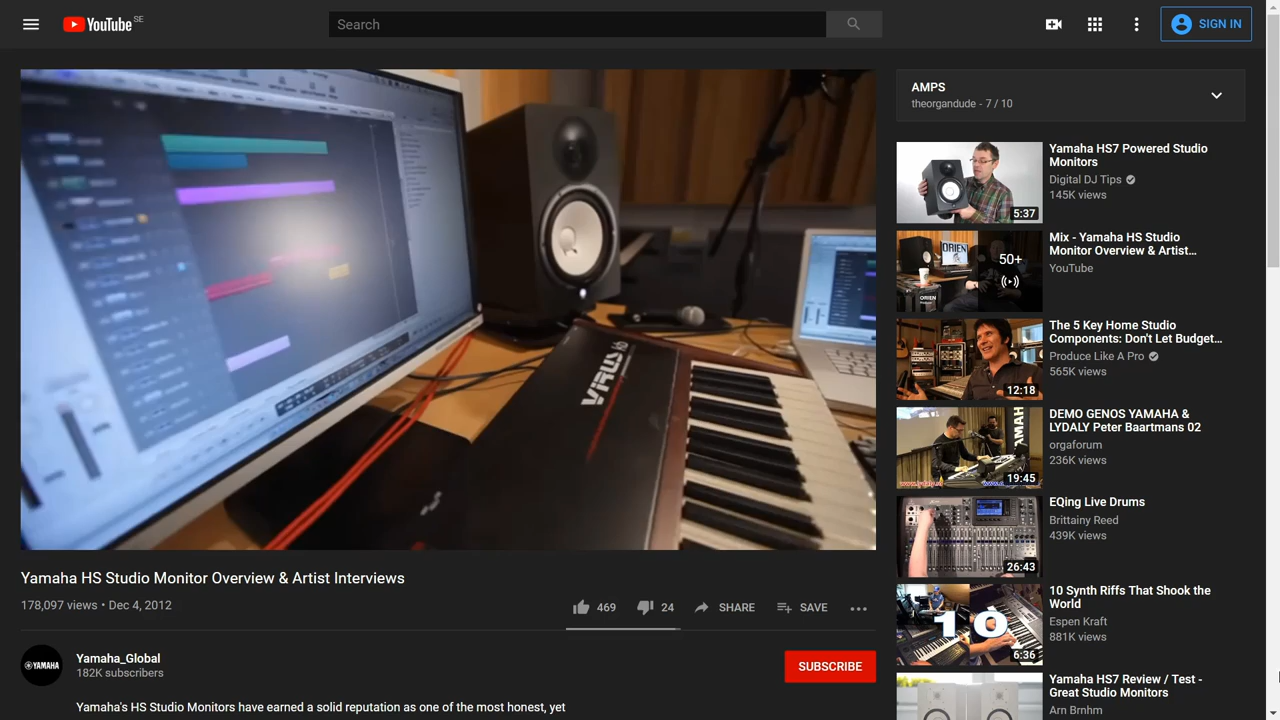 YouTube SE
Search
SIGN IN
VIRUS
Yamaha HS Studio Monitor Overview & Artist Interviews
178,097 views • Dec 4, 2012
469
24
SHARE
SAVE
YAMAHA
Yamaha_Global
182K subscribers
SUBSCRIBE
Yamaha's HS Studio Monitors have earned a solid reputation as one of the most honest, yet
AMPS
theorgandude - 7 / 10
5:37
Yamaha HS7 Powered Studio
Monitors
Digital DJ Tips
145K views
ORIEN
50+
ORIEN
Mix - Yamaha HS Studio
Monitor Overview & Artist...
YouTube
12:18
The 5 Key Home Studio
Components: Don't Let Budget...
Produce Like A Pro
565K views
19:45
DEMO GENOS YAMAHA &
LYDALY Peter Baartmans 02
orgaforum
236K views
26:43
EQing Live Drums
Brittainy Reed
439K views
10
6:36
10 Synth Riffs That Shook the
World
Espen Kraft
881K views
Yamaha HS7 Review / Test -
Great Studio Monitors
Arn Brnhm